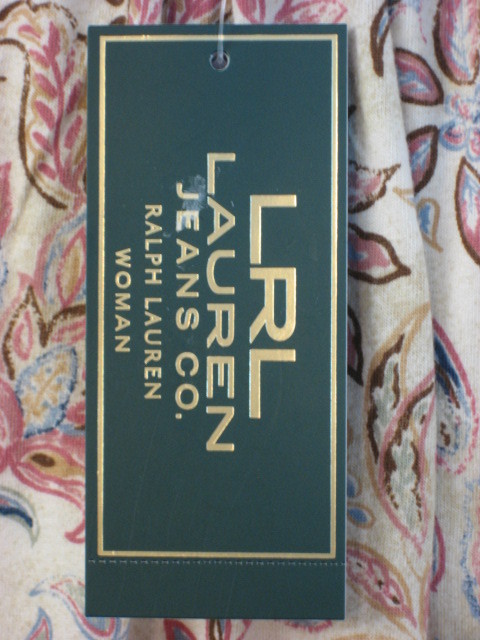 LRL
LAUREN
JEANS CO.
RALPH LAUREN
WOMAN